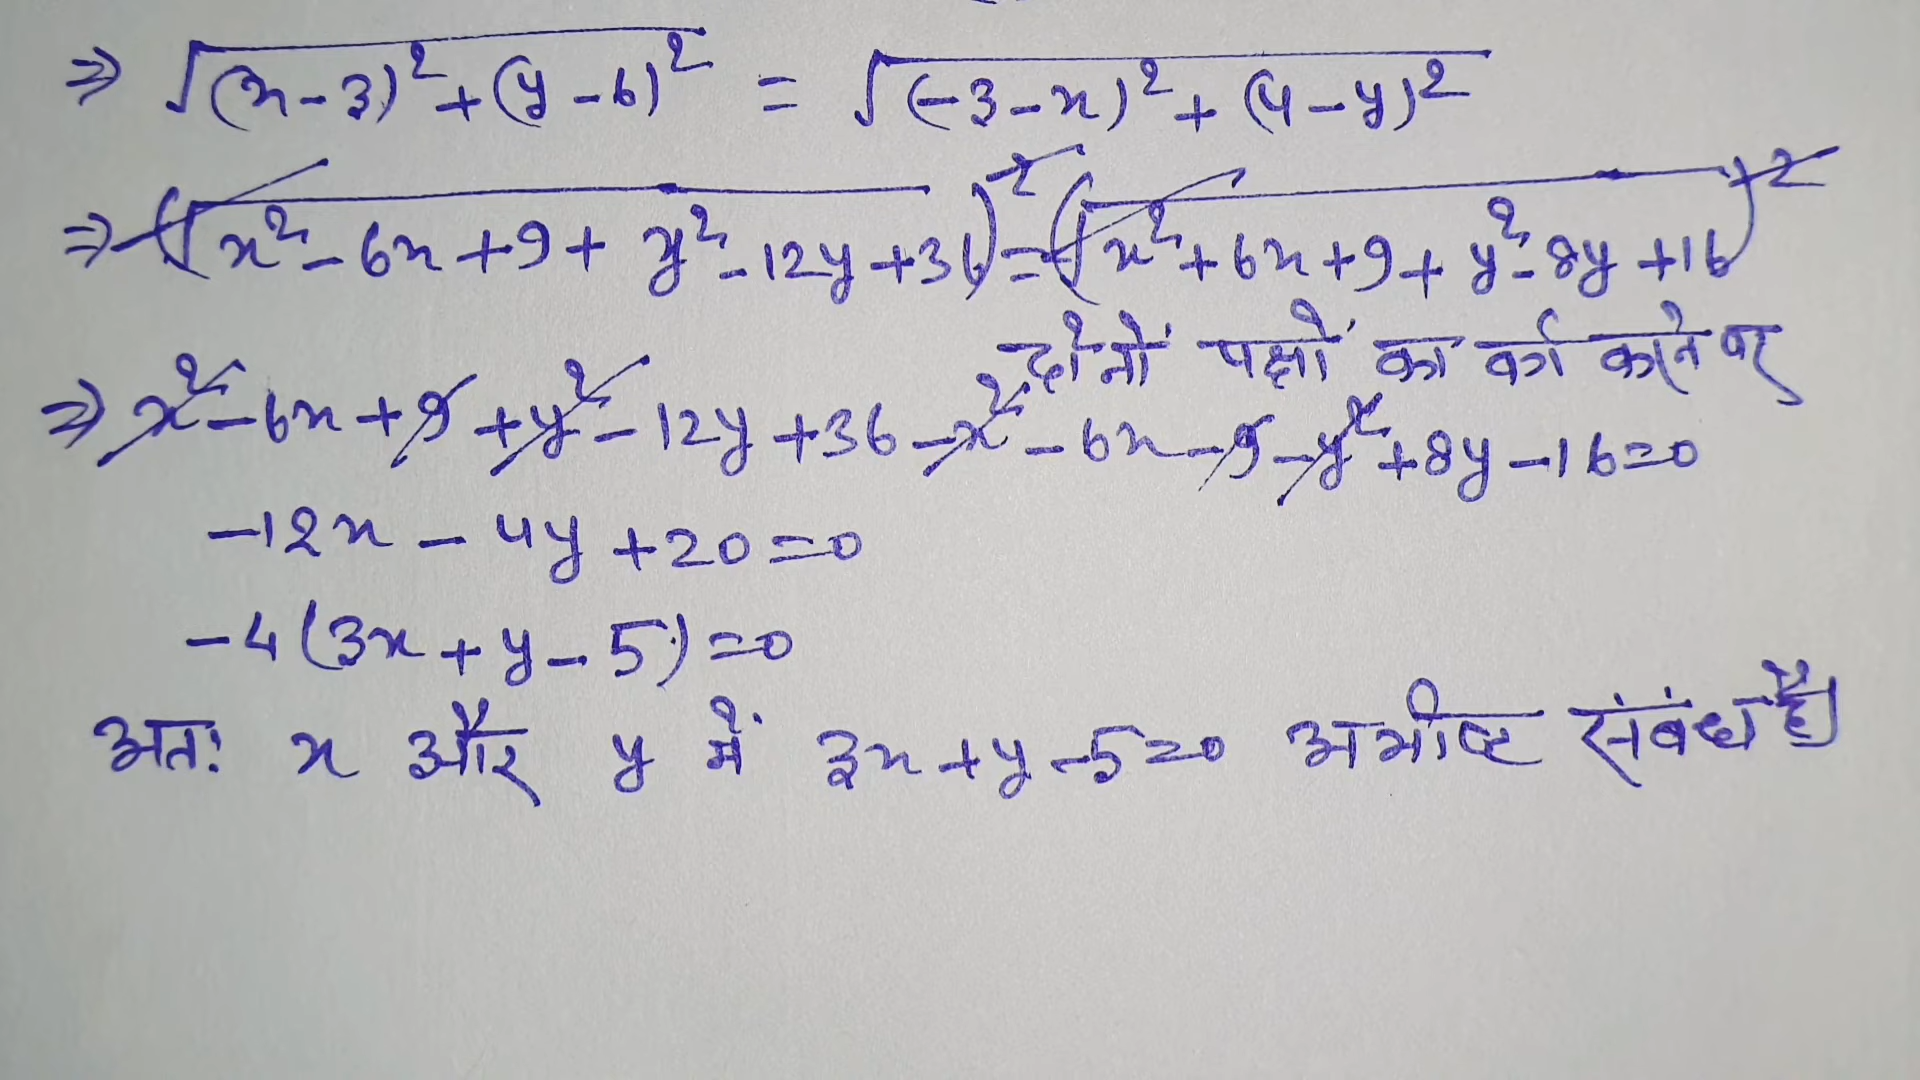 ⇒ √(x-3)²+(y-6)² = √(-3-x)²+(4-y)²
⇒ (√x²-6x+9+y²-12y+36)² = (√x²+6x+9+y²-8y+16)²
दोनों पक्षों का वर्ग करने पर
⇒ x²-6x+9+y²-12y+36-x²-6x-9-y²+8y-16=0
-12x-4y+20=0
-4(3x+y-5)=0
अतः x और y में 3x+y-5=0 अभीष्ट संबंध है।